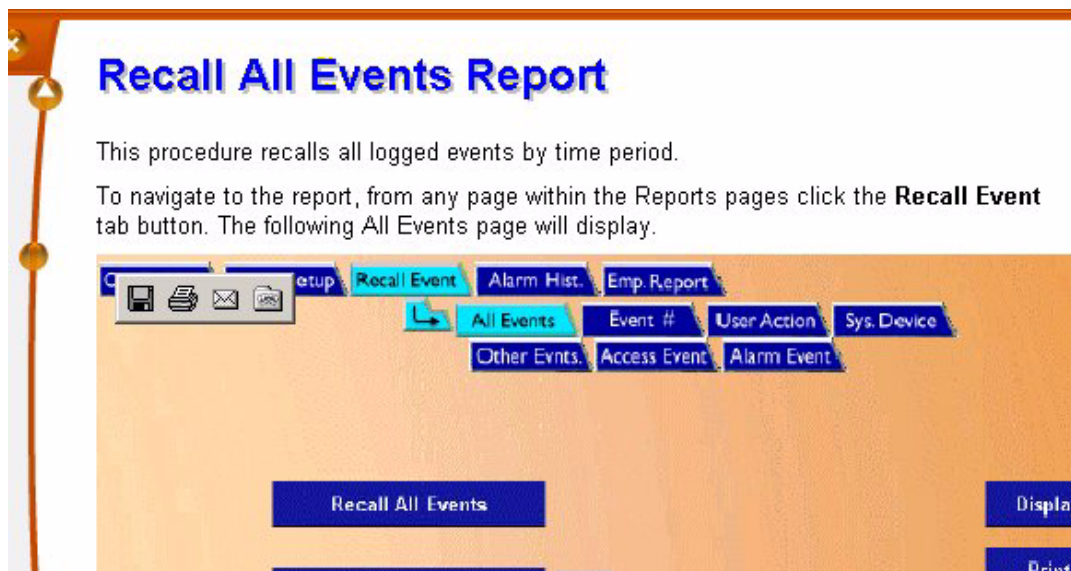 Recall All Events Report
This procedure recalls all logged events by time period.
To navigate to the report, from any page within the Reports pages click the Recall Event
tab button. The following All Events page will display.
Recall Event Alarm Hist. Emp. Report
All Events Event # User Action Sys. Device
Other Evnts. Access Event Alarm Event
Recall All Events